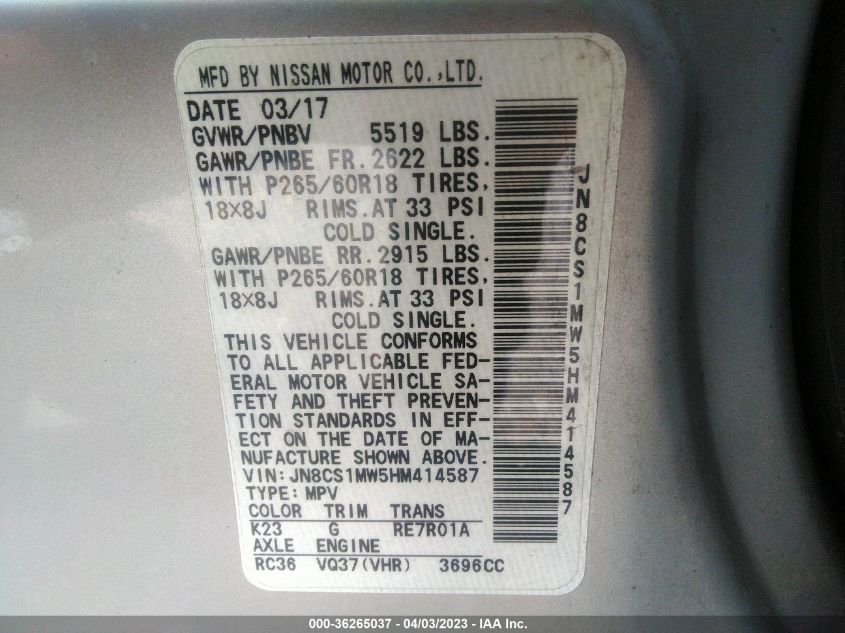 MFD BY NISSAN MOTOR CO.,LTD.
DATE 03/17
GVWR/PNBV 5519 LBS.
GAWR/PNBE FR.2622 LBS.
WITH P265/60R18 TIRES,
18X8J RIMS.AT 33 PSI
COLD SINGLE.
GAWR/PNBE RR.2915 LBS.
WITH P265/60R18 TIRES,
18X8J RIMS.AT 33 PSI
COLD SINGLE.
THIS VEHICLE CONFORMS
TO ALL APPLICABLE FED-
ERAL MOTOR VEHICLE SA-
FETY AND THEFT PREVEN-
TION STANDARDS IN EFF-
ECT ON THE DATE OF MA-
NUFACTURE SHOWN ABOVE.
VIN:JN8CS1MW5HM414587
TYPE:MPV
COLOR TRIM TRANS
K23 G RE7R01A
AXLE ENGINE
RC36 VQ37(VHR) 3696CC
JN8CS1MW5HM414587
000-36265037 - 04/03/2023 - IAA Inc.